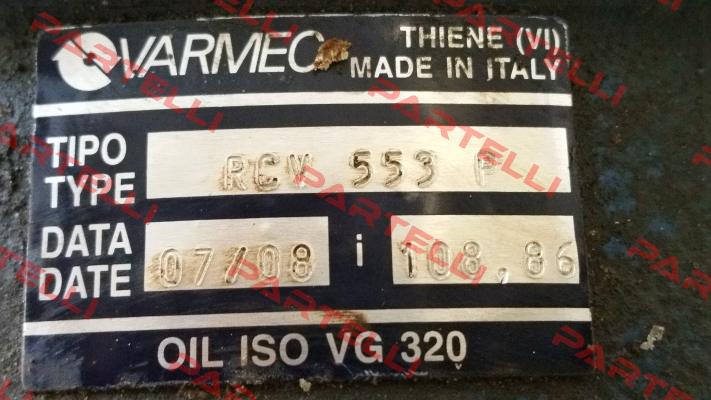 VARMEC
THIENE (VI)
MADE IN ITALY
TIPO
TYPE
RCV 553 P
DATA
DATE
07/08
i
108,86
OIL ISO VG 320
PARTELLI